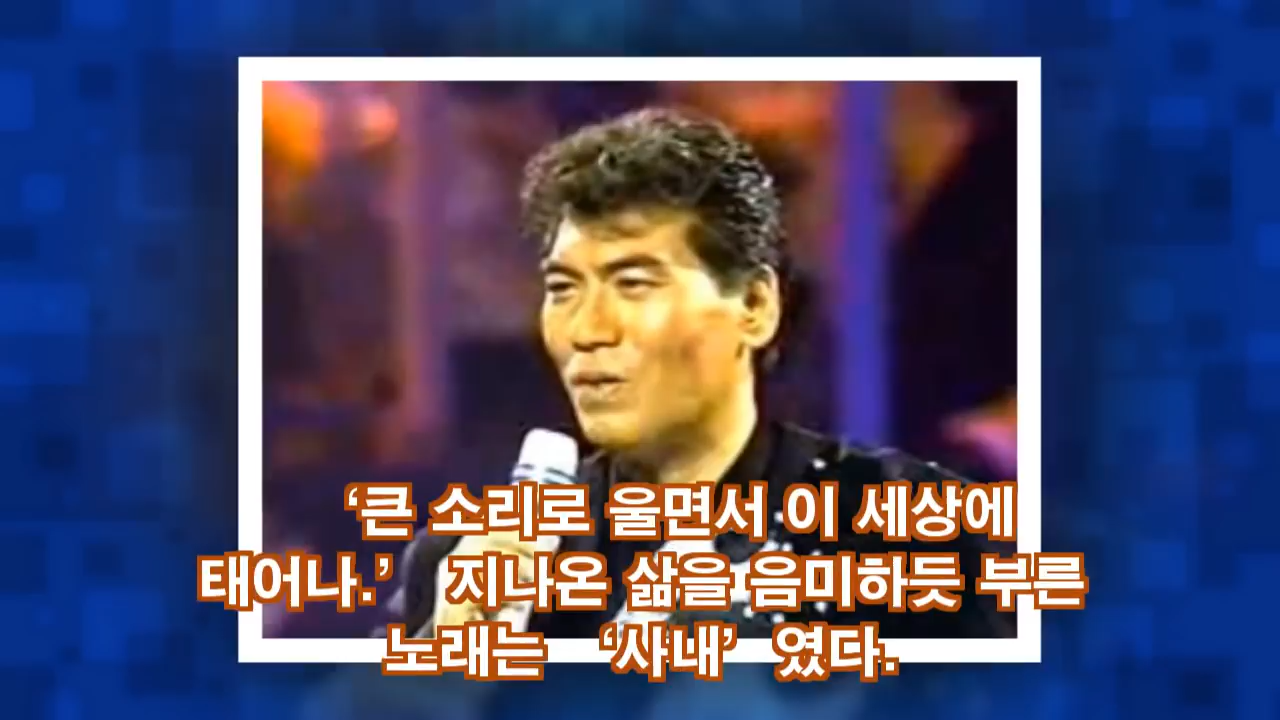 ‘큰 소리로 울면서 이 세상에
태어나.’ 지나온 삶을 음미하듯 부른
노래는 ‘사내’ 였다.